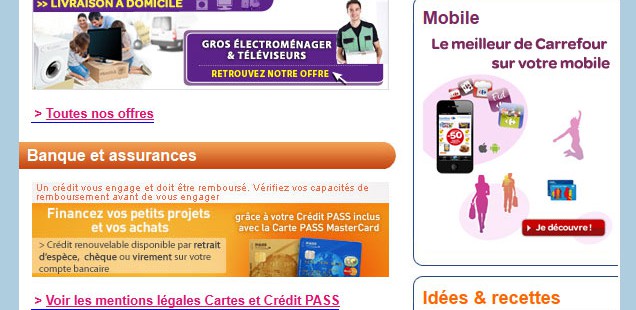 >> LIVRAISON À DOMICILE
GROS ÉLECTROMÉNAGER
& TÉLÉVISEURS
RETROUVEZ NOTRE OFFRE
> Toutes nos offres
Banque et assurances
Un crédit vous engage et doit être remboursé. Vérifiez vos capacités de
remboursement avant de vous engager
Financez vos petits projets
et vos achats
> Crédit renouvelable disponible par retrait
d'espèce, chèque ou virement sur votre
compte bancaire
grâce à votre Crédit PASS inclus
avec la Carte PASS MasterCard
PASS
PASS
> Voir les mentions légales Cartes et Crédit PASS
Mobile
Le meilleur de Carrefour
sur votre mobile
-50
Je découvre !
Idées & recettes